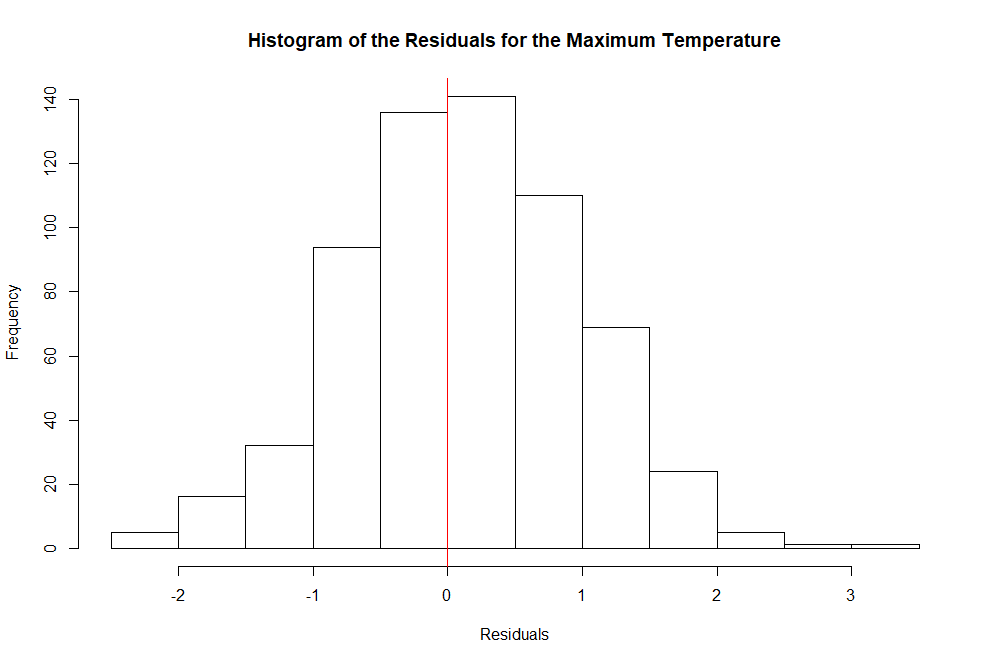 Histogram of the Residuals for the Maximum Temperature
140
120
100
80
60
40
20
0
Frequency
-2 -1 0 1 2 3
Residuals